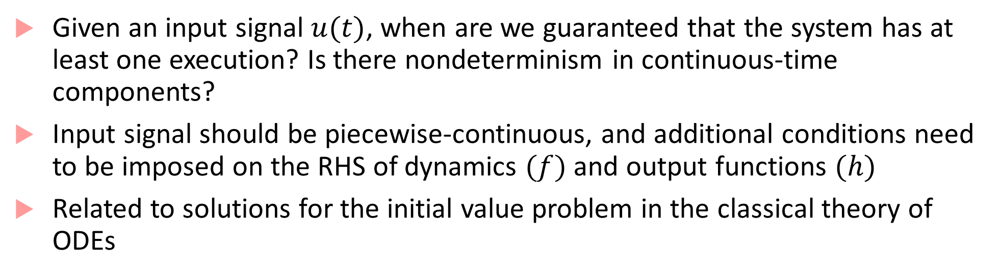 Given an input signal u(t), when are we guaranteed that the system has at
least one execution? Is there nondeterminism in continuous-time
components?
Input signal should be piecewise-continuous, and additional conditions need
to be imposed on the RHS of dynamics (f) and output functions (h)
Related to solutions for the initial value problem in the classical theory of
ODEs